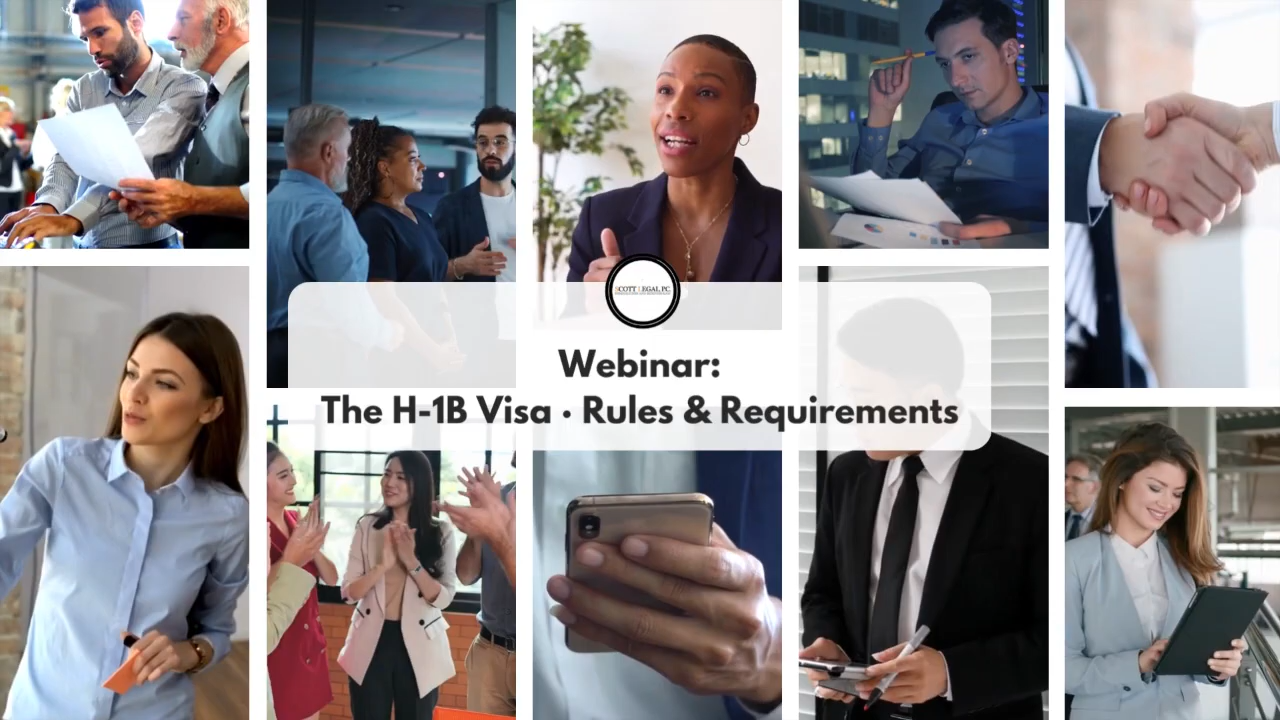 SCOTT LEGAL, P.C.
Webinar:
The H-1B Visa • Rules & Requirements